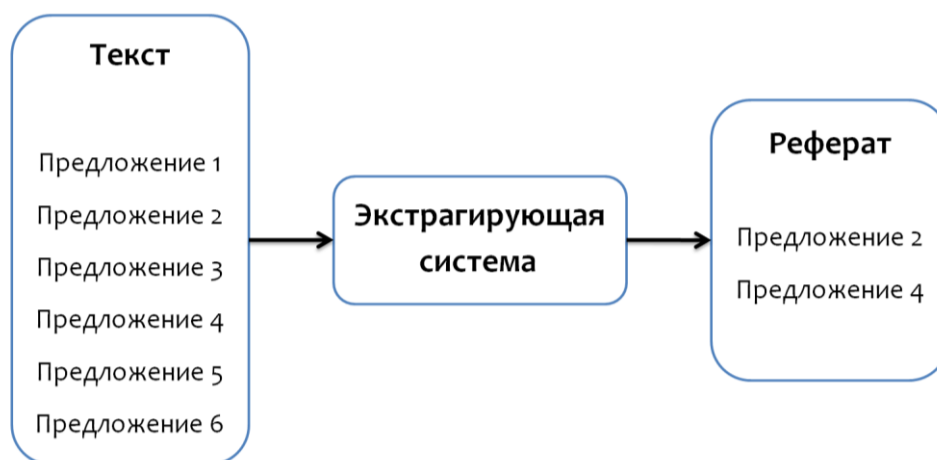 Текст
Предложение 1
Предложение 2
Предложение 3
Предложение 4
Предложение 5
Предложение 6
Экстрагирующая
система
Реферат
Предложение 2
Предложение 4